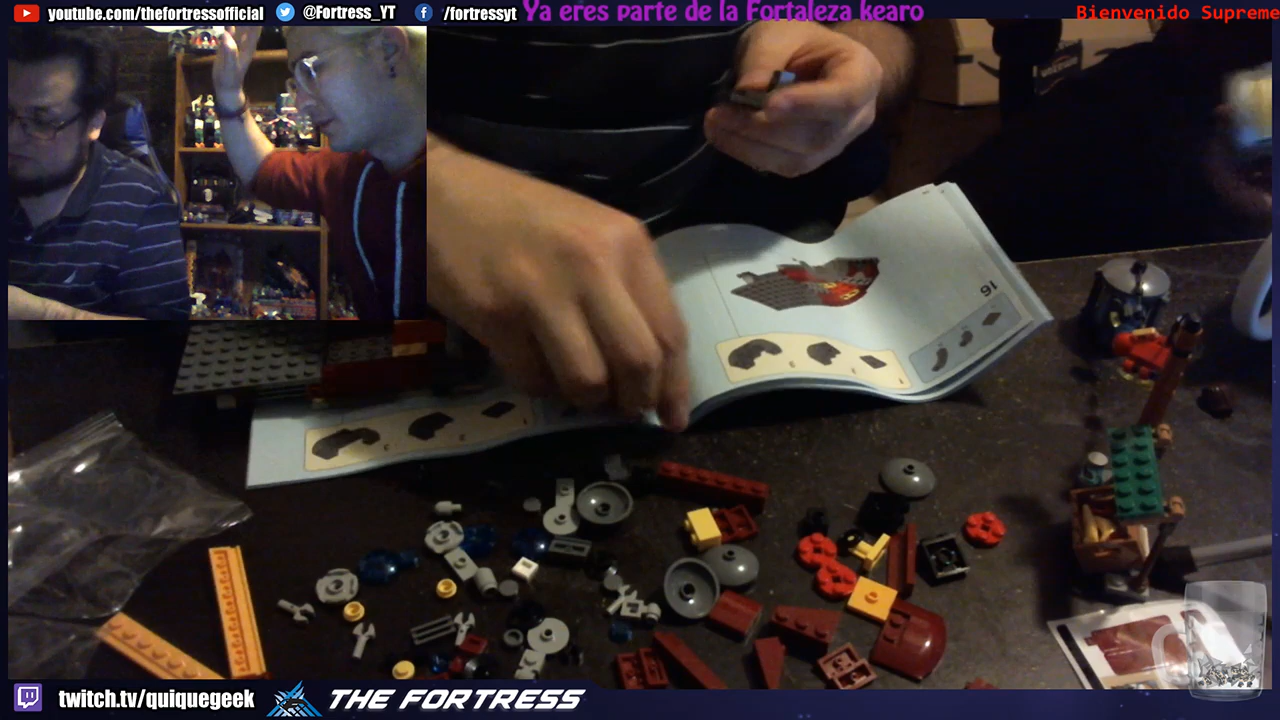 youtube.com/thefortressofficial
@Fortress_YT
/fortressyt
Ya eres parte de la Fortaleza kearo
Bienvenido Supreme
16
twitch.tv/quiquegeek
THE FORTRESS